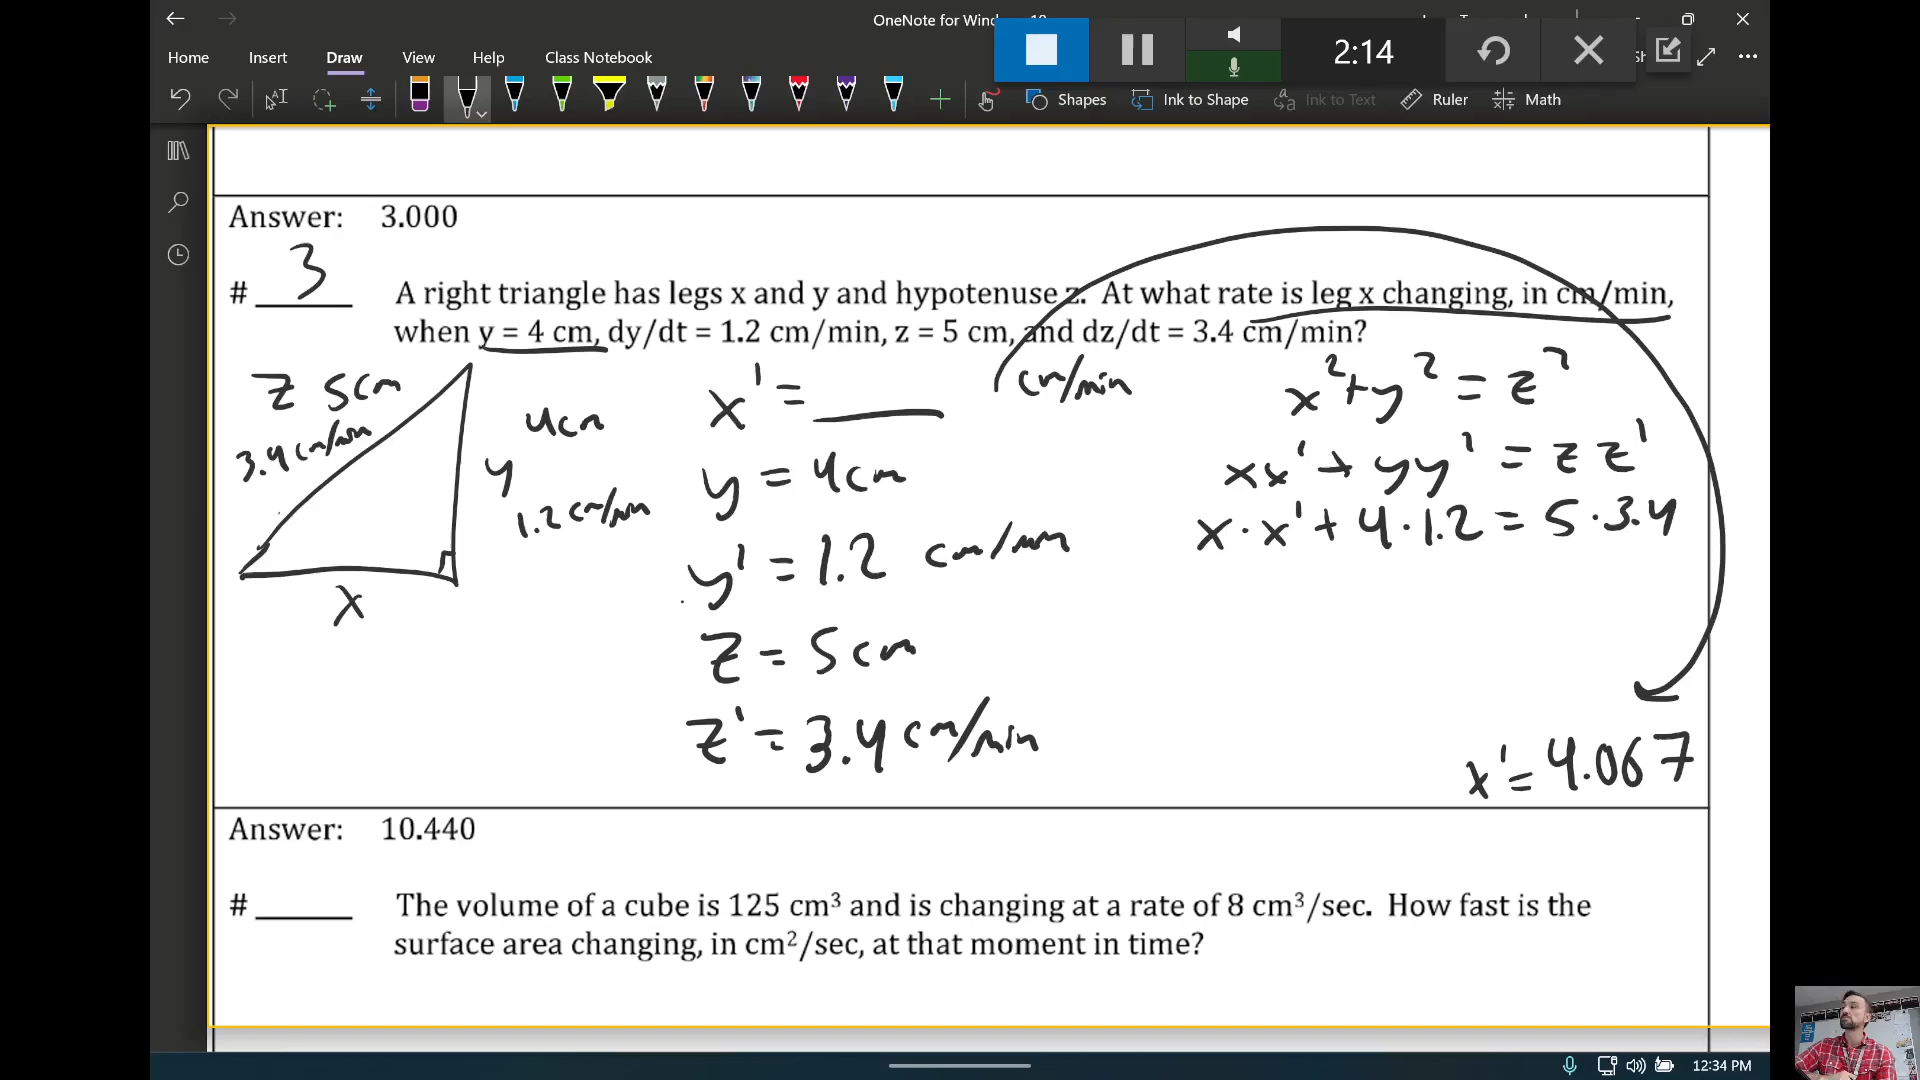 OneNote for Wind
2:14
Home Insert Draw View Help Class Notebook
Shapes Ink to Shape Ink to Text Ruler Math
Answer: 3.000
# 3 A right triangle has legs x and y and hypotenuse z. At what rate is leg x changing, in cm/min,
when y = 4 cm, dy/dt = 1.2 cm/min, z = 5 cm, and dz/dt = 3.4 cm/min?
z 5cm
3.4 cm/min
4cm
y
1.2 cm/min
x
x' = ____ cm/min
y = 4cm
y' = 1.2 cm/min
z = 5cm
z' = 3.4 cm/min
x² + y² = z²
xx' + yy' = zz'
x·x' + 4·1.2 = 5·3.4
x' = 4.067
Answer: 10.440
# ____ The volume of a cube is 125 cm³ and is changing at a rate of 8 cm³/sec. How fast is the
surface area changing, in cm²/sec, at that moment in time?
12:34 PM